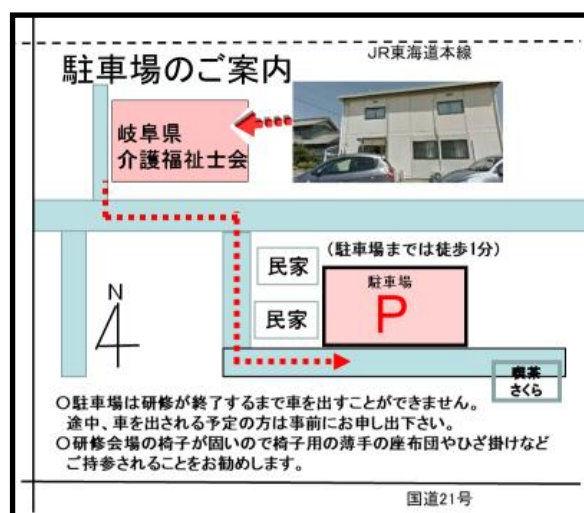 JR東海道本線
駐車場のご案内
岐阜県
介護福祉士会
(駐車場までは徒歩1分)
民家
駐車場
P
民家
N
喫茶
さくら
〇駐車場は研修が終了するまで車を出すことができません。
途中、車を出される予定の方は事前にお申し出下さい。
〇研修会場の椅子が固いので椅子用の薄手の座布団やひざ掛けなど
ご持参されることをお勧めします。
国道21号